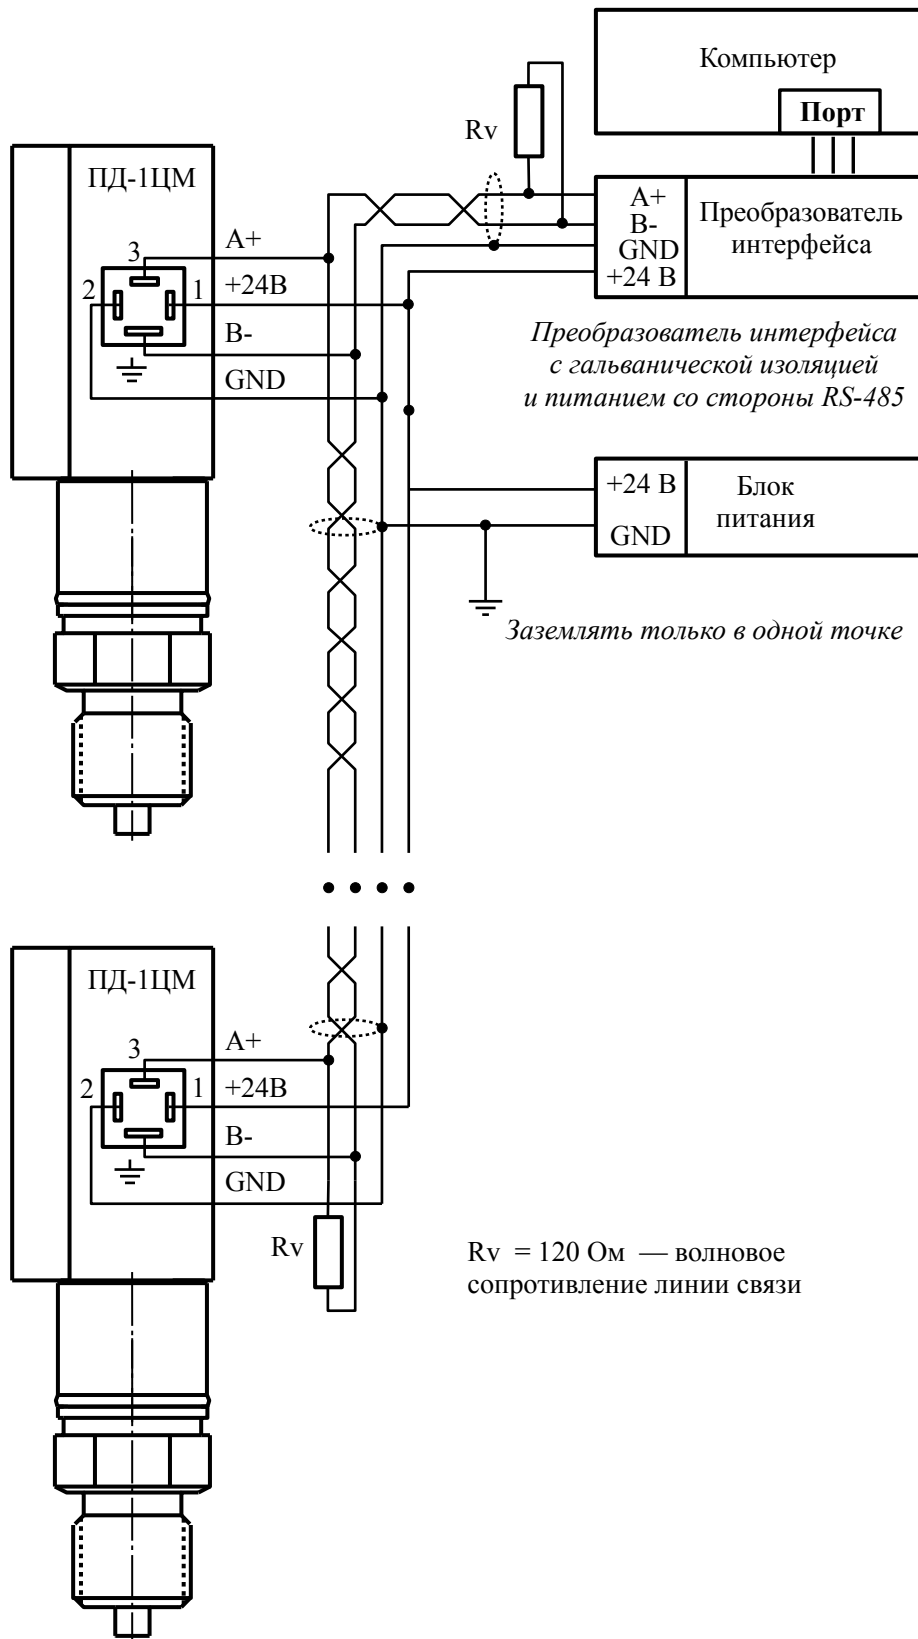 Компьютер
Порт
Rv
ПД-1ЦМ
A+
B-
GND
+24 В
Преобразователь
интерфейса
3
A+
2
1
+24В
B-
GND
Преобразователь интерфейса
с гальванической изоляцией
и питанием со стороны RS-485
+24 В
GND
Блок
питания
Заземлять только в одной точке
ПД-1ЦМ
3
A+
2
1
+24В
B-
GND
Rv
Rv = 120 Ом — волновое
сопротивление линии связи